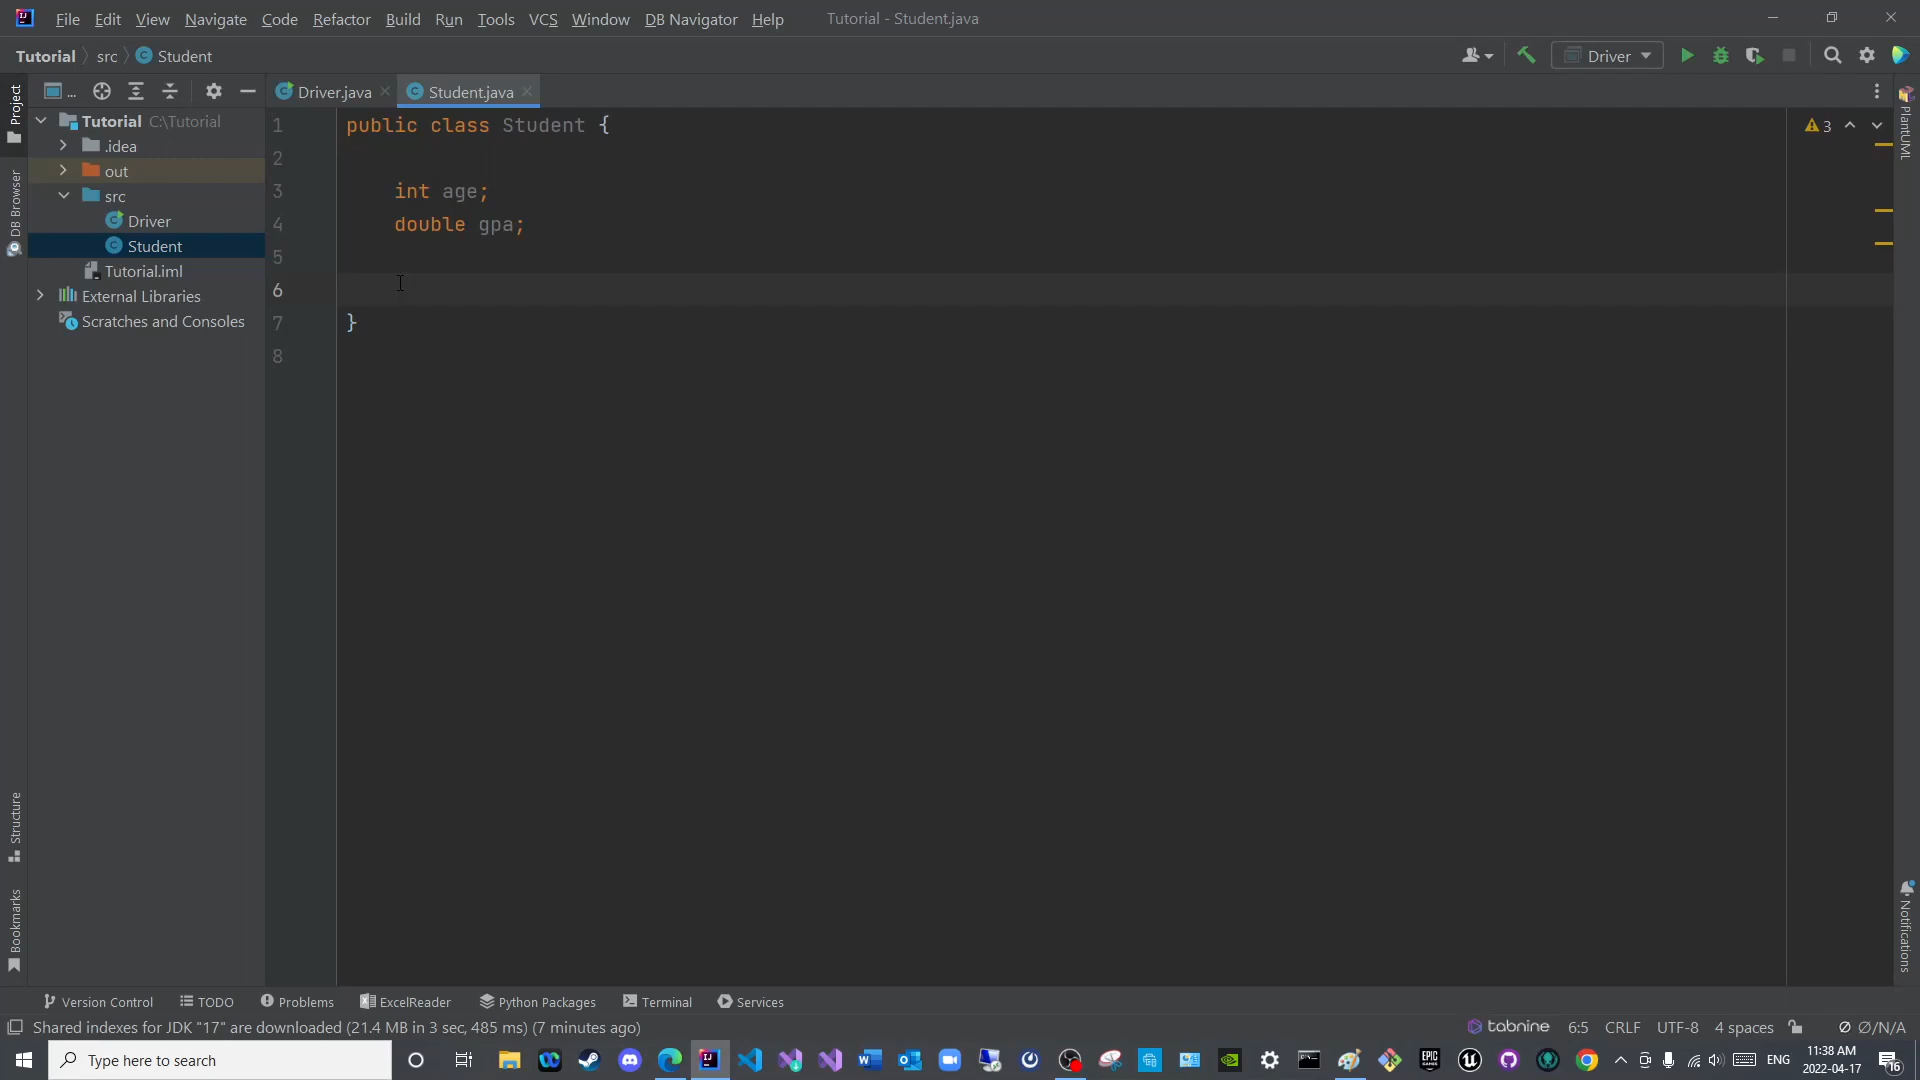 File Edit View Navigate Code Refactor Build Run Tools VCS Window DB Navigator Help Tutorial - Student.java
Tutorial src Student Driver
Project
DB Browser
Structure
Bookmarks
... Driver.java Student.java
Tutorial C:\Tutorial
.idea
out
src
Driver
Student
Tutorial.iml
External Libraries
Scratches and Consoles
1 public class Student {
2
3 int age;
4 double gpa;
5
6
7 }
8
3
PlantUML
Notifications
Version Control TODO Problems ExcelReader Python Packages Terminal Services
Shared indexes for JDK "17" are downloaded (21.4 MB in 3 sec, 485 ms) (7 minutes ago) tabnine 6:5 CRLF UTF-8 4 spaces Ø/N/A
Type here to search ENG 11:38 AM
2022-04-17 16